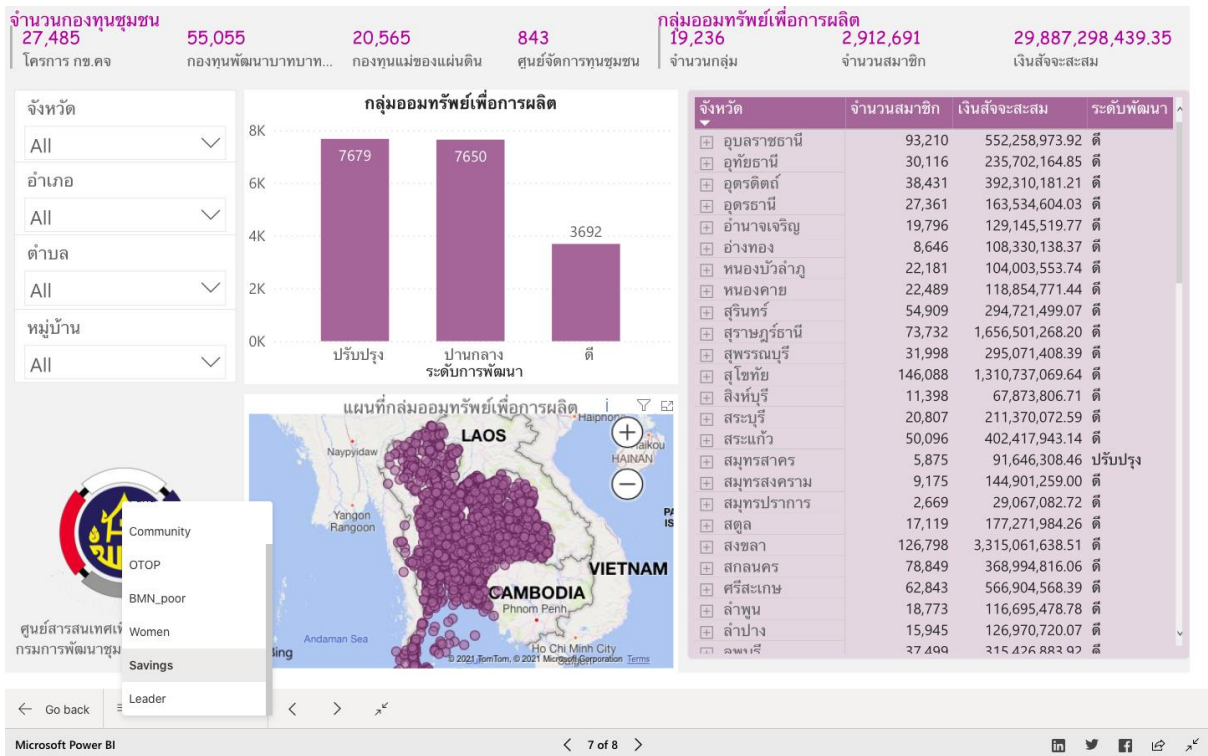 จำนวนกองทุนชุมชน
27,485 55,055 20,565 843
โครการ กข.คจ กองทุนพัฒนาบาทบาท... กองทุนแม่ของแผ่นดิน ศูนย์จัดการทุนชุมชน
กลุ่มออมทรัพย์เพื่อการผลิต
19,236 2,912,691 29,887,298,439.35
จำนวนกลุ่ม จำนวนสมาชิก เงินสัจจะสะสม
จังหวัด
All
อำเภอ
All
ตำบล
All
หมู่บ้าน
All
กลุ่มออมทรัพย์เพื่อการผลิต
8K
6K
4K
2K
0K
7679 7650 3692
ปรับปรุง ปานกลาง ดี
ระดับการพัฒนา
แผนที่กลุ่มออมทรัพย์เพื่อการผลิต
LAOS
Naypyidaw
HAINAN
Yangon
Rangoon
VIETNAM
CAMBODIA
Phnom Penh
Andaman Sea
Ho Chi Minh City
© 2021 TomTom, © 2021 Microsoft Corporation Terms
จังหวัด จำนวนสมาชิก เงินสัจจะสะสม ระดับพัฒนา
อุบลราชธานี 93,210 552,258,973.92 ดี
อุทัยธานี 30,116 235,702,164.85 ดี
อุตรดิตถ์ 38,431 392,310,181.21 ดี
อุดรธานี 27,361 163,534,604.03 ดี
อำนาจเจริญ 19,796 129,145,519.77 ดี
อ่างทอง 8,646 108,330,138.37 ดี
หนองบัวลำภู 22,181 104,003,553.74 ดี
หนองคาย 22,489 118,854,771.44 ดี
สุรินทร์ 54,909 294,721,499.07 ดี
สุราษฎร์ธานี 73,732 1,656,501,268.20 ดี
สุพรรณบุรี 31,998 295,071,408.39 ดี
สุโขทัย 146,088 1,310,737,069.64 ดี
สิงห์บุรี 11,398 67,873,806.71 ดี
สระบุรี 20,807 211,370,072.59 ดี
สระแก้ว 50,096 402,417,943.14 ดี
สมุทรสาคร 5,875 91,646,308.46 ปรับปรุง
สมุทรสงคราม 9,175 144,901,259.00 ดี
สมุทรปราการ 2,669 29,067,082.72 ดี
สตูล 17,119 177,271,984.26 ดี
สงขลา 126,798 3,315,061,638.51 ดี
สกลนคร 78,849 368,994,816.06 ดี
ศรีสะเกษ 62,843 566,904,568.39 ดี
ลำพูน 18,773 116,695,478.78 ดี
ลำปาง 15,945 126,970,720.07 ดี
ลพบุรี 37,499 315,426,883.92 ดี
Community
OTOP
BMN_poor
Women
Savings
Leader
ศูนย์สารสนเทศเ
กรมการพัฒนาชุม
Go back
Microsoft Power BI 7 of 8